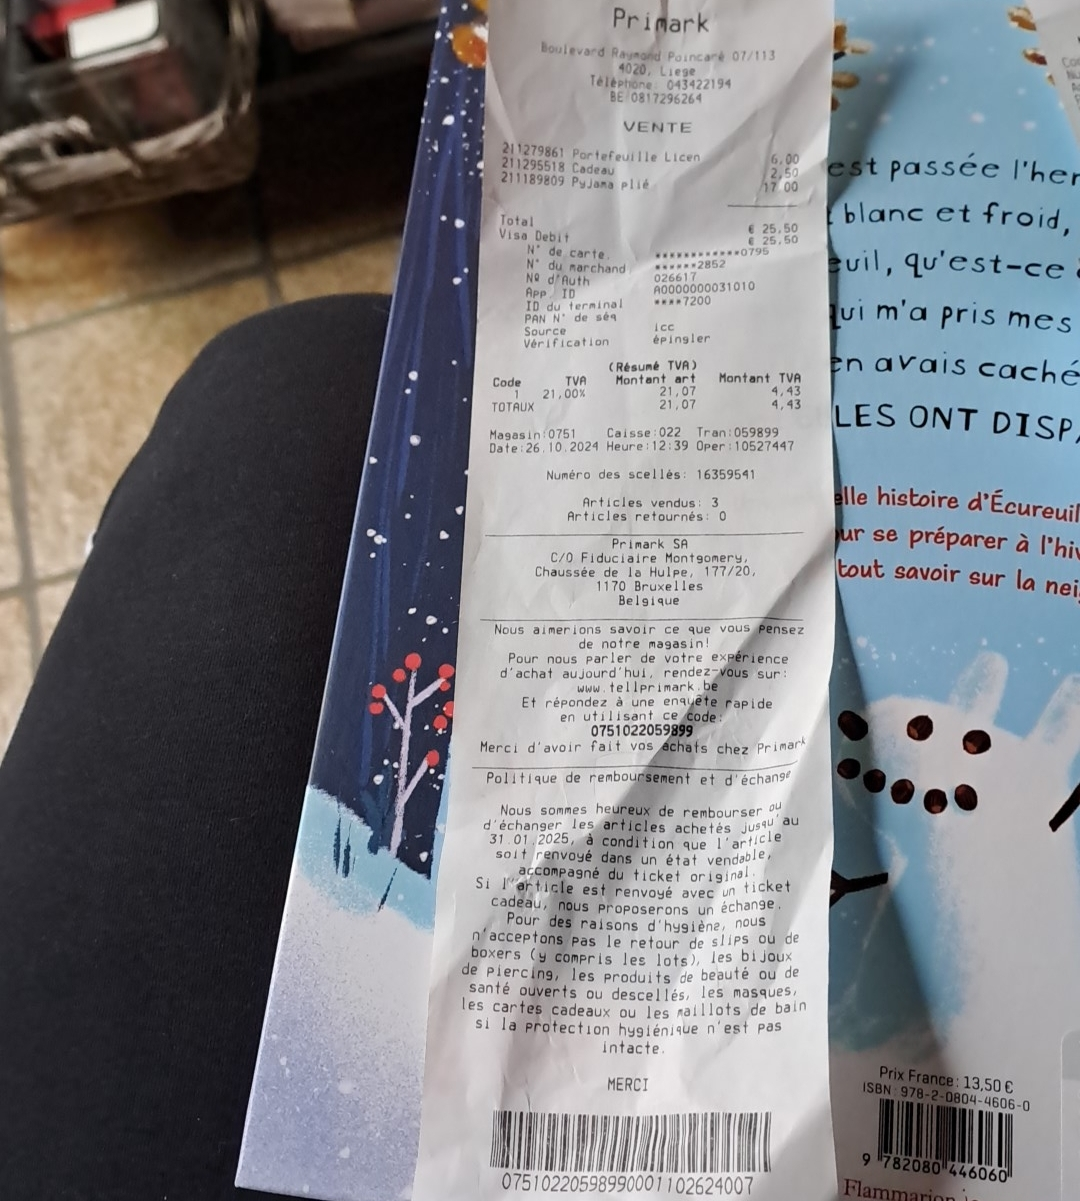 Primark
Boulevard Raymond Poincaré 07/113
4020, Liege
Téléphone: 043422194
BE 0817296264
VENTE
211279861 Portefeuille Licen 6,00
211295518 Cadeau 2,50
211189809 Pyjama plié 17,00
Total € 25,50
Visa Debit € 25,50
N° de carte. ************0795
N° du marchand ******2852
Nº d'Auth 026617
App. ID A0000000031010
ID du terminal ****7200
PAN N° de séq
Source icc
Vérification épingler
(Résumé TVA)
Code TVA Montant art Montant TVA
1 21,00% 21,07 4,43
TOTAUX 21,07 4,43
Magasin:0751 Caisse:022 Tran:059899
Date:26.10.2024 Heure:12:39 Oper:10527447
Numéro des scellés: 16359541
Articles vendus: 3
Articles retournés: 0
Primark SA
C/O Fiduciaire Montgomery,
Chaussée de la Hulpe, 177/20,
1170 Bruxelles
Belgique
Nous aimerions savoir ce que vous pensez
de notre magasin!
Pour nous parler de votre expérience
d'achat aujourd'hui, rendez-vous sur:
www.tellprimark.be
Et répondez à une enquête rapide
en utilisant ce code:
0751022059899
Merci d'avoir fait vos achats chez Primark
Politique de remboursement et d'échange
Nous sommes heureux de rembourser ou
d'échanger les articles achetés jusqu'au
31.01.2025, à condition que l'article
soit renvoyé dans un état vendable,
accompagné du ticket original.
Si l'article est renvoyé avec un ticket
cadeau, nous proposerons un échange.
Pour des raisons d'hygiène, nous
n'acceptons pas le retour de slips ou de
boxers (y compris les lots), les bijoux
de piercing, les produits de beauté ou de
santé ouverts ou descellés, les masques,
les cartes cadeaux ou les maillots de bain
si la protection hygiénique n'est pas
intacte.
MERCI
075102205989900011026240​07
est passée l'her
blanc et froid,
euil, qu'est-ce
qui m'a pris mes
en avais caché
LES ONT DISP
elle histoire d'Écureuil
ur se préparer à l'hiv
tout savoir sur la nei
Prix France: 13,50 €
ISBN: 978-2-0804-4606-0
9 782080 446060
Flammarion